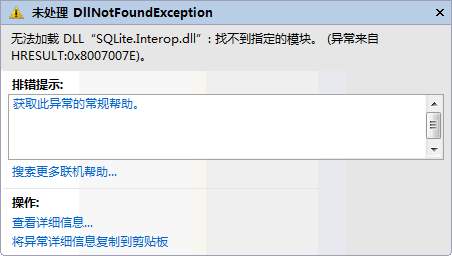 未处理 DllNotFoundException
无法加载 DLL“SQLite.Interop.dll”: 找不到指定的模块。 (异常来自
HRESULT:0x8007007E)。
排错提示:
获取此异常的常规帮助。
搜索更多联机帮助...
操作:
查看详细信息...
将异常详细信息复制到剪贴板